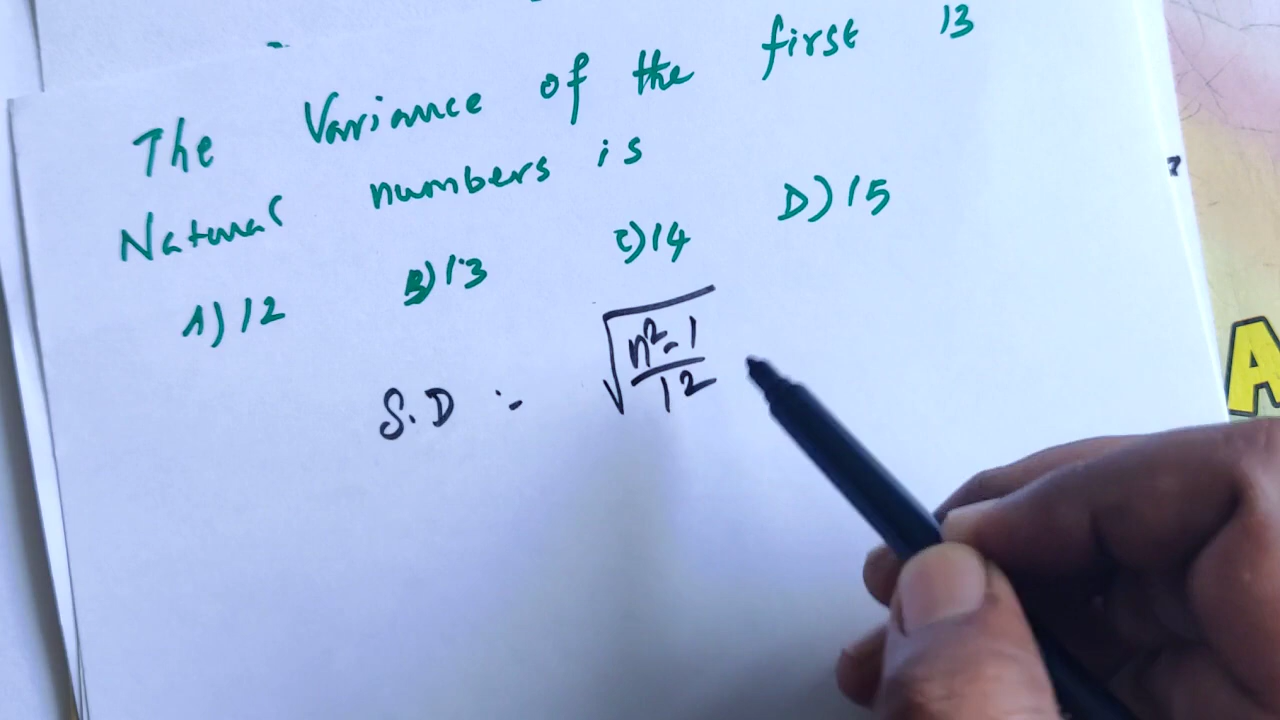 The Variance of the first 13
Natural numbers is
A) 12 B) 13 C) 14 D) 15
S.D :- √((n²-1)/12)
A